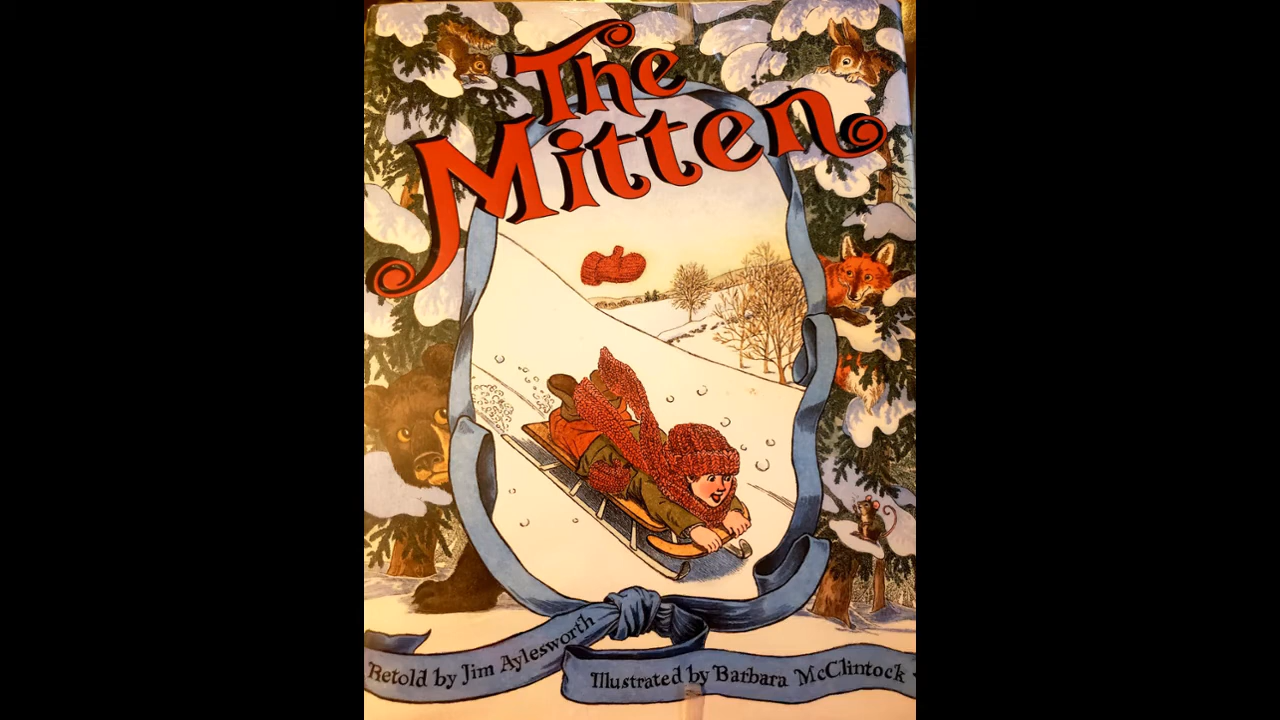 The
Mitten
Retold by Jim Aylesworth
Illustrated by Barbara McClintock